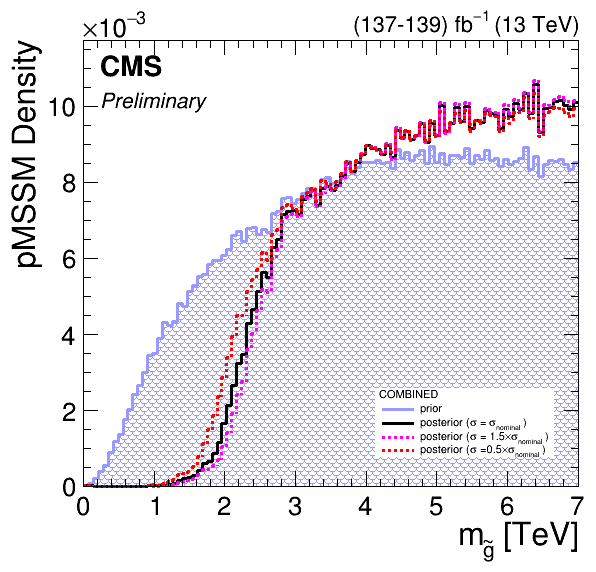 ×10⁻³
(137-139) fb⁻¹ (13 TeV)
CMS
Preliminary
pMSSM Density
10
8
6
4
2
0
COMBINED
prior
posterior (σ = σnominal )
posterior (σ = 1.5×σnominal )
posterior (σ =0.5×σnominal )
0 1 2 3 4 5 6 7
m_g̃ [TeV]